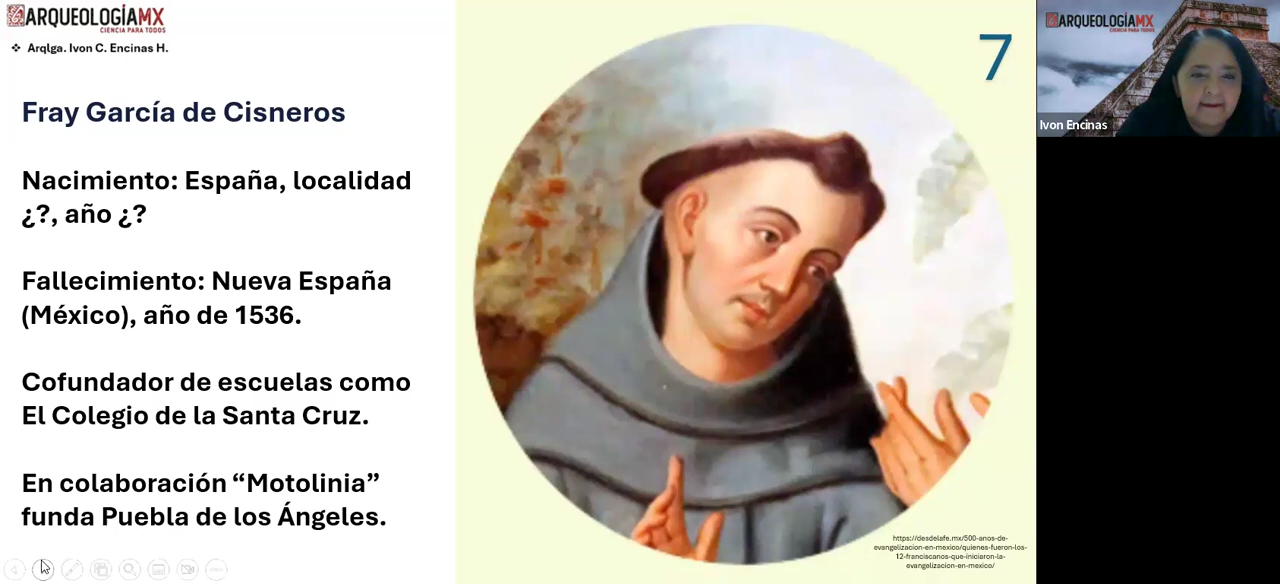 ARQUEOLOGÍAMX
CIENCIA PARA TODOS
❖ Arqlga. Ivon C. Encinas H.
Fray García de Cisneros
Nacimiento: España, localidad
¿?, año ¿?
Fallecimiento: Nueva España
(México), año de 1536.
Cofundador de escuelas como
El Colegio de la Santa Cruz.
En colaboración “Motolinia”
funda Puebla de los Ángeles.
7
https://desdelafe.mx/500-anos-de-
evangelizacion-en-mexico/quienes-fueron-los-
12-franciscanos-que-iniciaron-la-
evangelizacion-en-mexico/
ARQUEOLOGÍAMX
CIENCIA PARA TODOS
Ivon Encinas